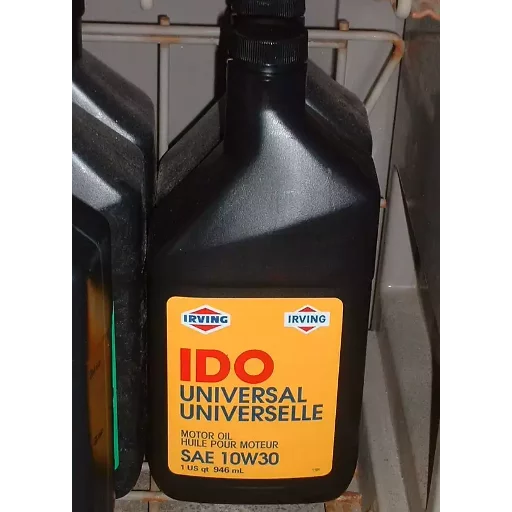 IRVING IRVING
IDO
UNIVERSAL
UNIVERSELLE
MOTOR OIL
HUILE POUR MOTEUR
SAE 10W30
1 US qt 946 mL